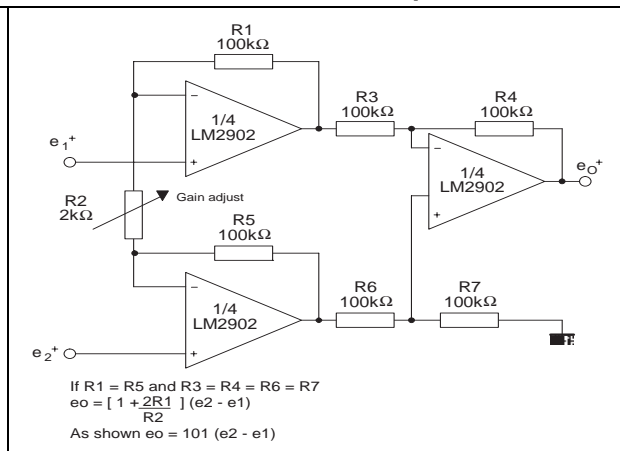 R1
100kΩ
R3
100kΩ
R4
100kΩ
1/4
LM2902
e1+
eO+
1/4
LM2902
R2
2kΩ
Gain adjust
R5
100kΩ
R6
100kΩ
R7
100kΩ
1/4
LM2902
e2+
If R1 = R5 and R3 = R4 = R6 = R7
eo = [ 1 + 2R1 ] (e2 - e1)
R2
As shown eo = 101 (e2 - e1)